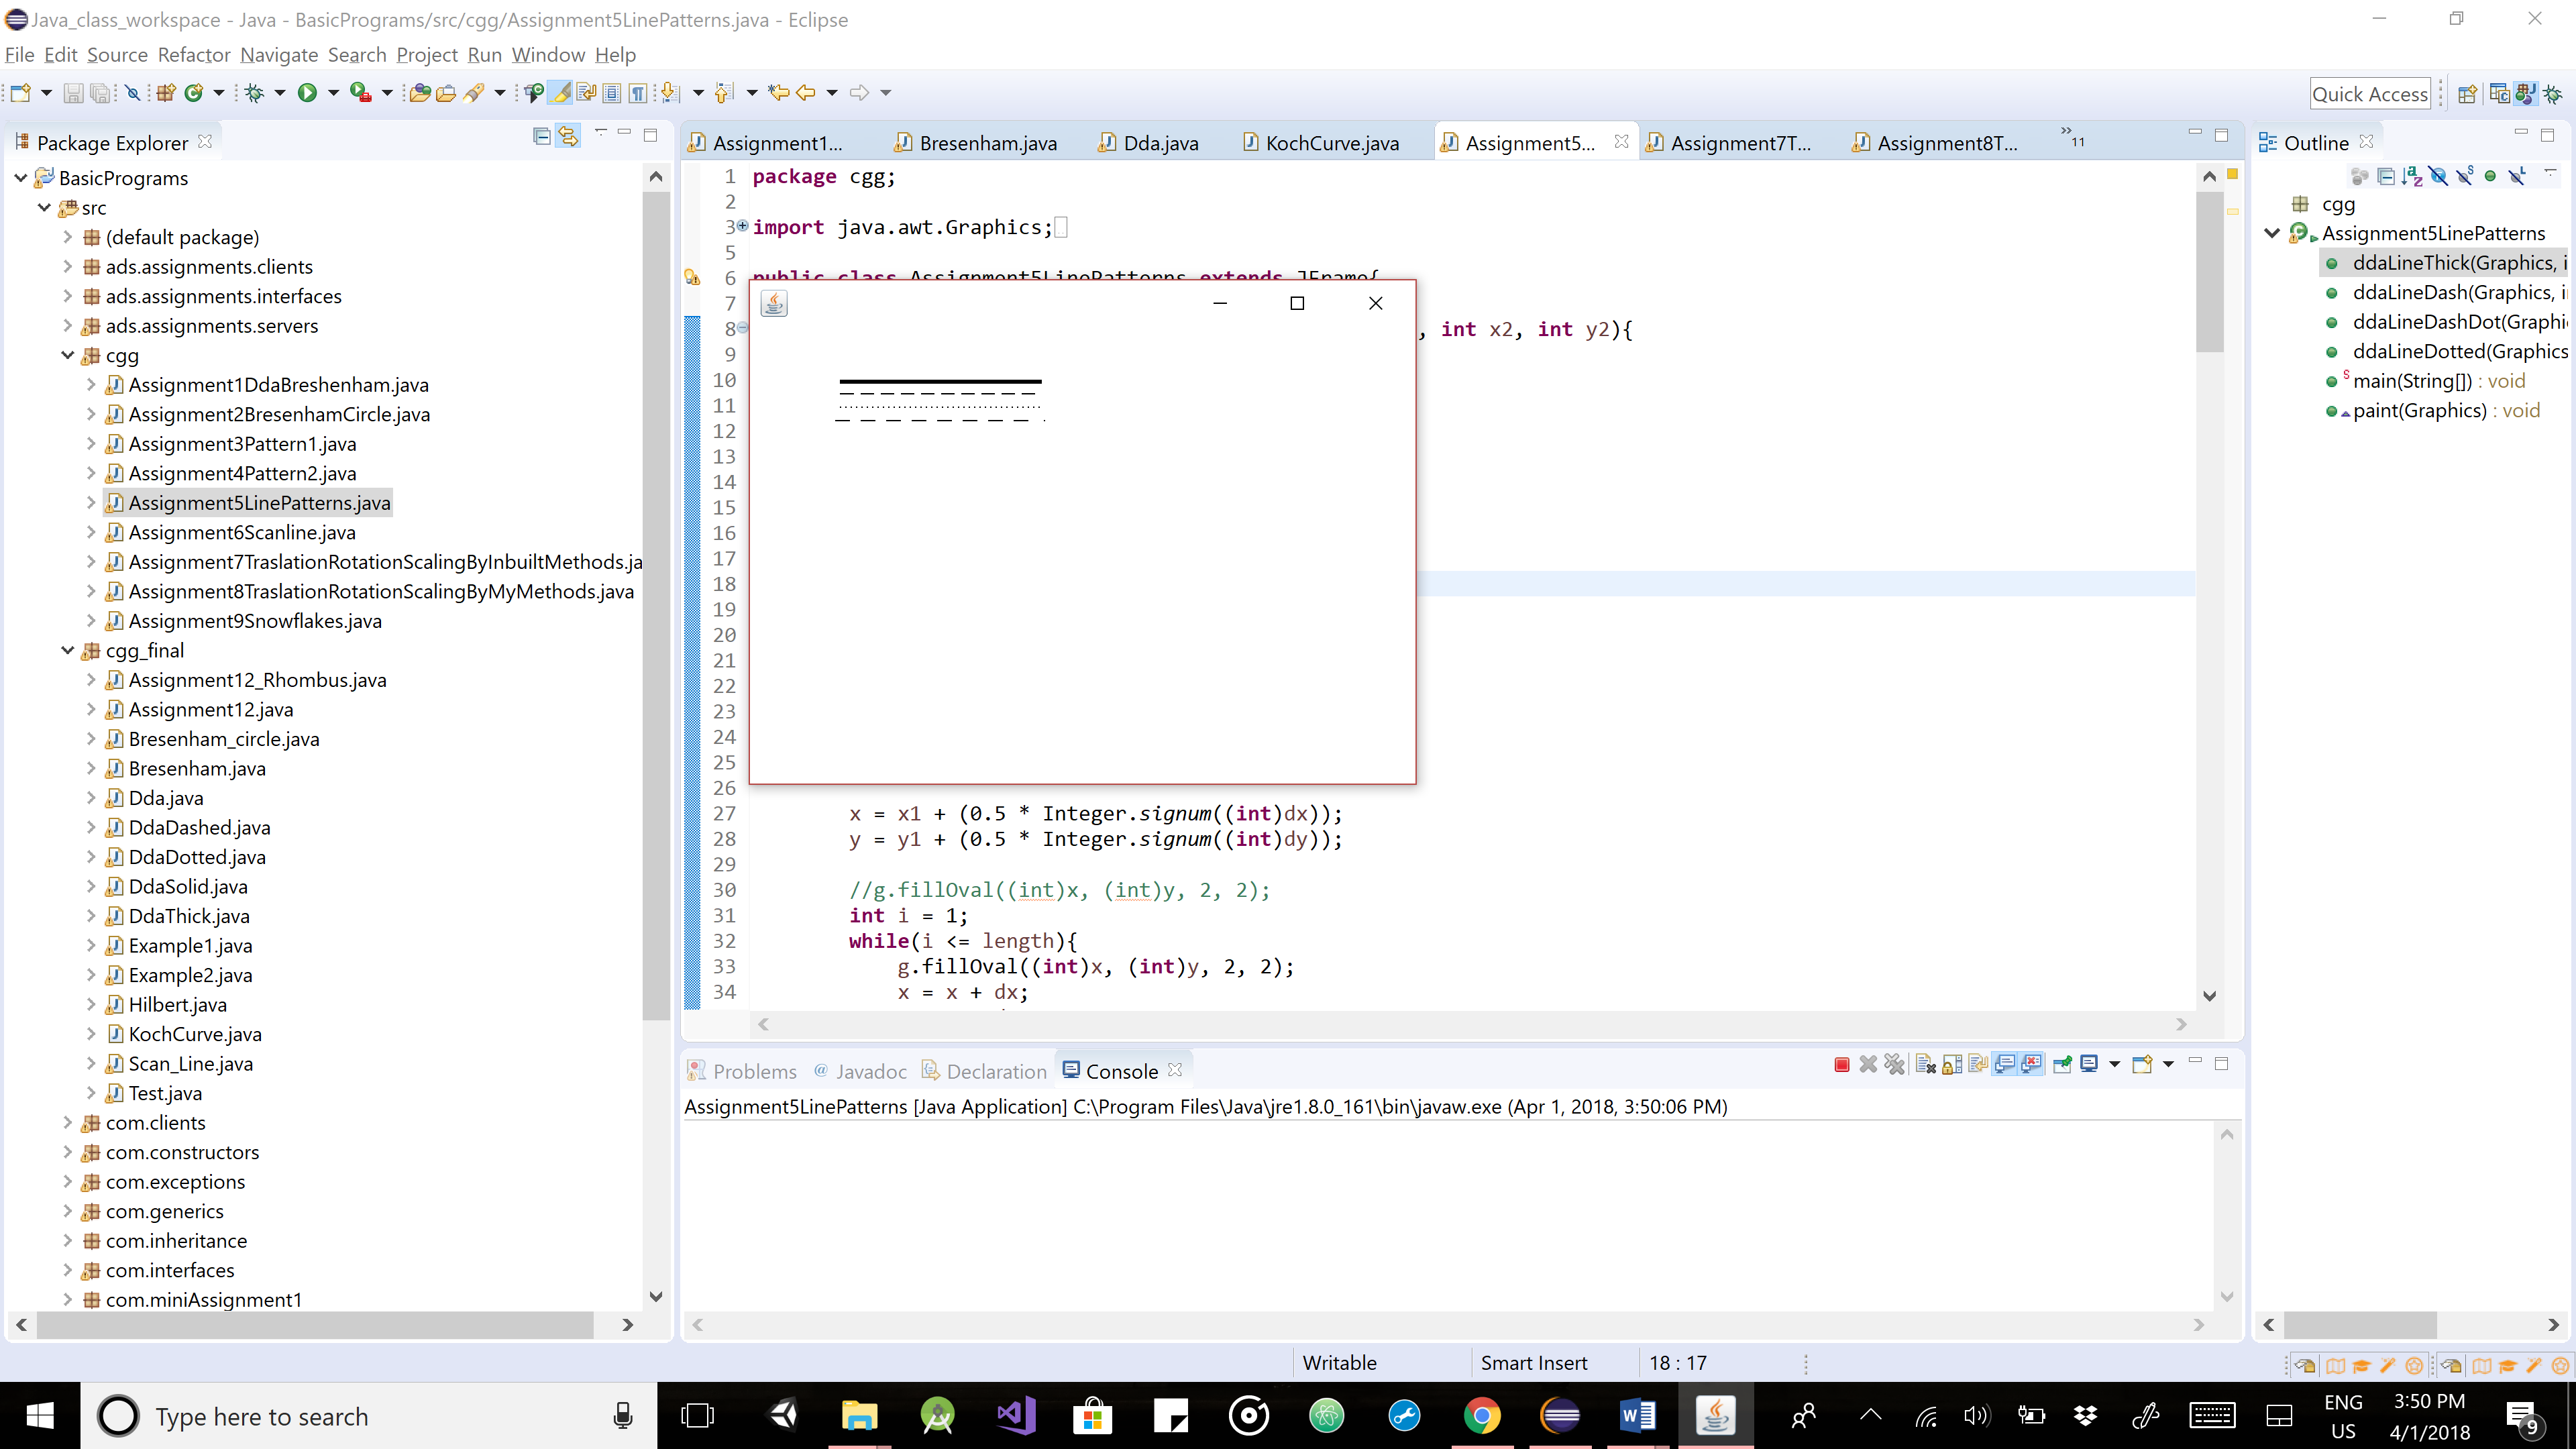 Java_class_workspace - Java - BasicPrograms/src/cgg/Assignment5LinePatterns.java - Eclipse
File Edit Source Refactor Navigate Search Project Run Window Help
Quick Access
Package Explorer
BasicPrograms
src
(default package)
ads.assignments.clients
ads.assignments.interfaces
ads.assignments.servers
cgg
Assignment1DdaBreshenham.java
Assignment2BresenhamCircle.java
Assignment3Pattern1.java
Assignment4Pattern2.java
Assignment5LinePatterns.java
Assignment6Scanline.java
Assignment7TraslationRotationScalingByInbuiltMethods.ja
Assignment8TraslationRotationScalingByMyMethods.java
Assignment9Snowflakes.java
cgg_final
Assignment12_Rhombus.java
Assignment12.java
Bresenham_circle.java
Bresenham.java
Dda.java
DdaDashed.java
DdaDotted.java
DdaSolid.java
DdaThick.java
Example1.java
Example2.java
Hilbert.java
KochCurve.java
Scan_Line.java
Test.java
com.clients
com.constructors
com.exceptions
com.generics
com.inheritance
com.interfaces
com.miniAssignment1
Assignment1... Bresenham.java Dda.java KochCurve.java Assignment5... Assignment7T... Assignment8T... »11
1 package cgg;
2
3 import java.awt.Graphics;
5
6 public class Assignment5LinePatterns extends JFrame{
7
8 , int x2, int y2){
9
10
11
12
13
14
15
16
17
18
19
20
21
22
23
24
25
26
27 x = x1 + (0.5 * Integer.signum((int)dx));
28 y = y1 + (0.5 * Integer.signum((int)dy));
29
30 //g.fillOval((int)x, (int)y, 2, 2);
31 int i = 1;
32 while(i <= length){
33 g.fillOval((int)x, (int)y, 2, 2);
34 x = x + dx;
Problems @ Javadoc Declaration Console
Assignment5LinePatterns [Java Application] C:\Program Files\Java\jre1.8.0_161\bin\javaw.exe (Apr 1, 2018, 3:50:06 PM)
Outline
cgg
Assignment5LinePatterns
ddaLineThick(Graphics, i
ddaLineDash(Graphics, i
ddaLineDashDot(Graphi
ddaLineDotted(Graphics
main(String[]) : void
paint(Graphics) : void
Writable Smart Insert 18 : 17
Type here to search
ENG
US
3:50 PM
4/1/2018
9